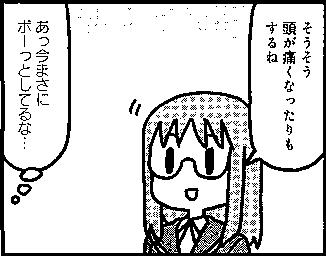 そうそう
頭が痛くなったりも
するね
あっ今まさに
ボーっとしてるな…